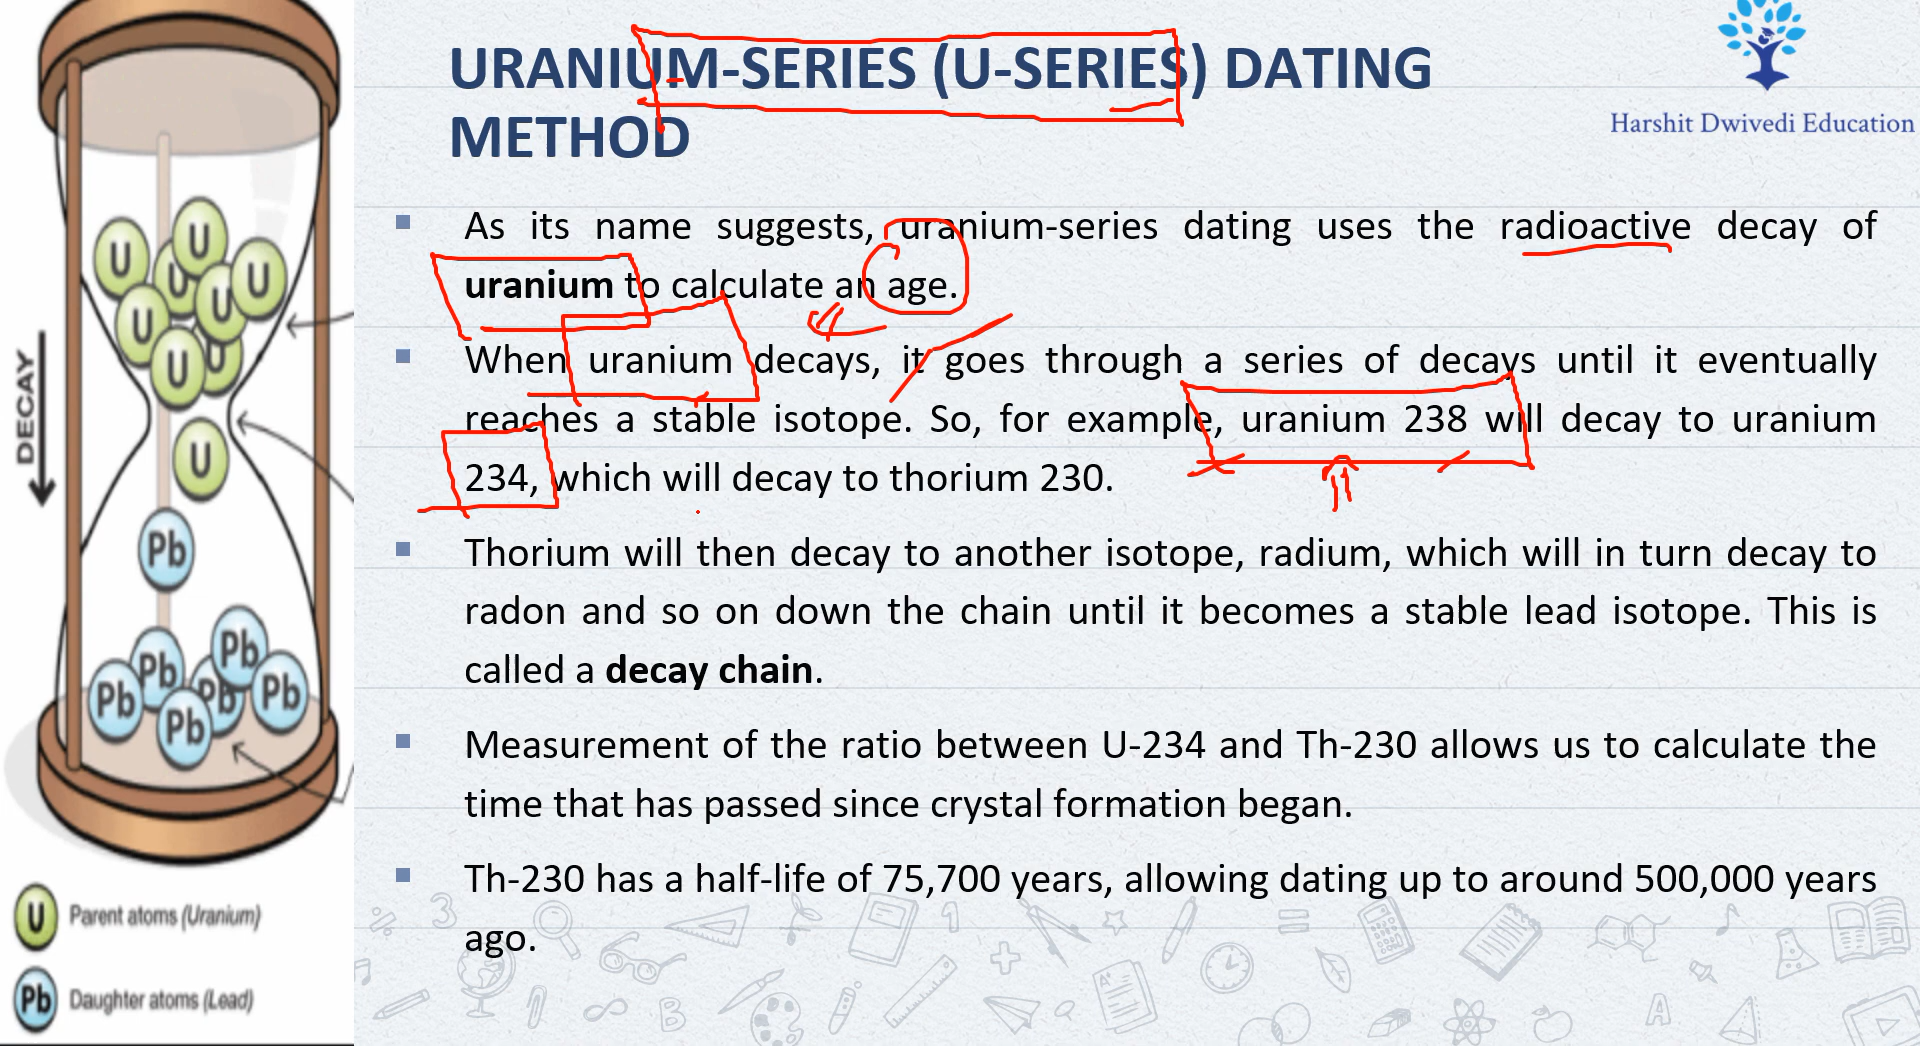 URANIUM-SERIES (U-SERIES) DATING
METHOD
Harshit Dwivedi Education
▪ As its name suggests, uranium-series dating uses the radioactive decay of
uranium to calculate an age.
▪ When uranium decays, it goes through a series of decays until it eventually
reaches a stable isotope. So, for example, uranium 238 will decay to uranium
234, which will decay to thorium 230.
▪ Thorium will then decay to another isotope, radium, which will in turn decay to
radon and so on down the chain until it becomes a stable lead isotope. This is
called a decay chain.
▪ Measurement of the ratio between U-234 and Th-230 allows us to calculate the
time that has passed since crystal formation began.
▪ Th-230 has a half-life of 75,700 years, allowing dating up to around 500,000 years
ago.
DECAY
U
U
U
U
U
U
U
U
U
Pb
Pb
Pb
Pb
Pb
Pb
Pb
U Parent atoms (Uranium)
Pb Daughter atoms (Lead)